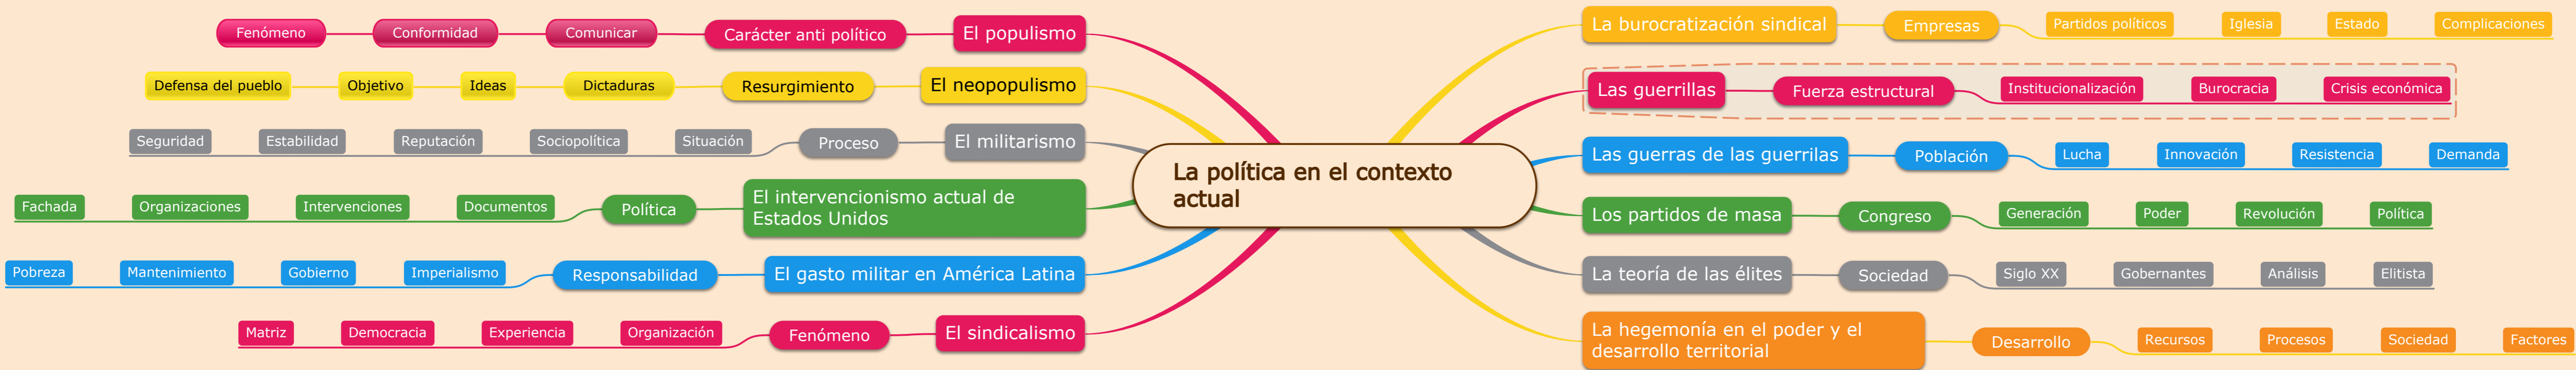 La política en el contexto
actual
El populismo
Carácter anti político
Comunicar
Conformidad
Fenómeno
El neopopulismo
Resurgimiento
Dictaduras
Ideas
Objetivo
Defensa del pueblo
El militarismo
Proceso
Situación
Sociopolítica
Reputación
Estabilidad
Seguridad
El intervencionismo actual de
Estados Unidos
Política
Documentos
Intervenciones
Organizaciones
Fachada
El gasto militar en América Latina
Responsabilidad
Imperialismo
Gobierno
Mantenimiento
Pobreza
El sindicalismo
Fenómeno
Organización
Experiencia
Democracia
Matriz
La burocratización sindical
Empresas
Partidos políticos
Iglesia
Estado
Complicaciones
Las guerrillas
Fuerza estructural
Institucionalización
Burocracia
Crisis económica
Las guerras de las guerrilas
Población
Lucha
Innovación
Resistencia
Demanda
Los partidos de masa
Congreso
Generación
Poder
Revolución
Política
La teoría de las élites
Sociedad
Siglo XX
Gobernantes
Análisis
Elitista
La hegemonía en el poder y el
desarrollo territorial
Desarrollo
Recursos
Procesos
Sociedad
Factores